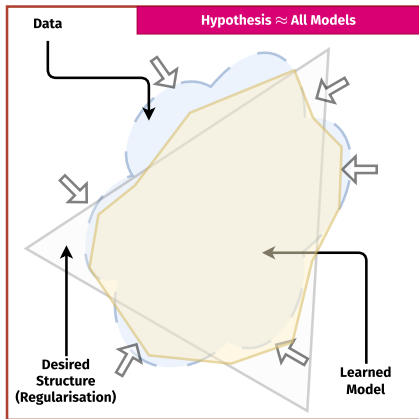 Data
Hypothesis ≈ All Models
Desired
Structure
(Regularisation)
Learned
Model